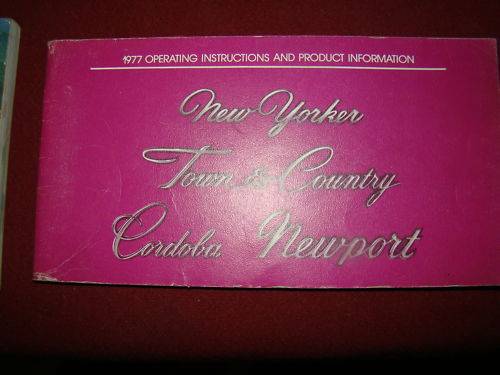 1977 OPERATING INSTRUCTIONS AND PRODUCT INFORMATION
New Yorker
Town & Country
Cordoba Newport